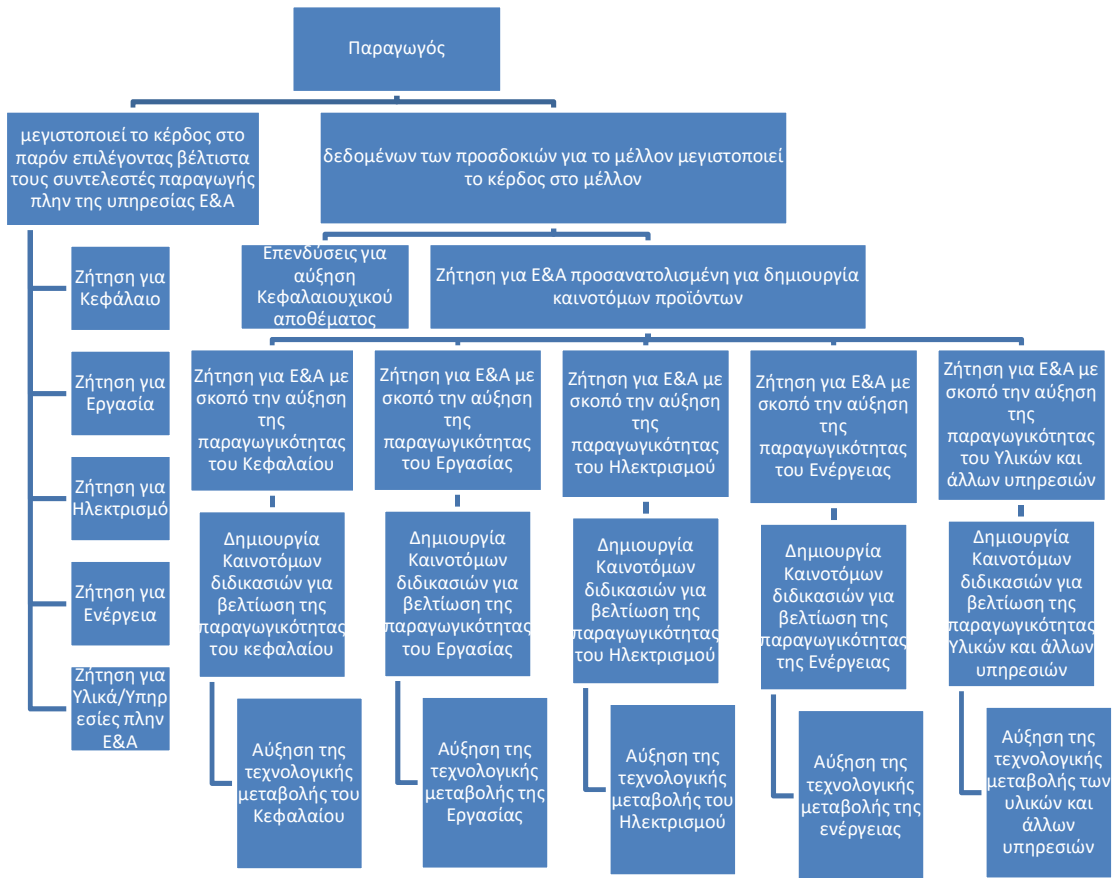 Παραγωγός
μεγιστοποιεί το κέρδος στο
παρόν επιλέγοντας βέλτιστα
τους συντελεστές παραγωγής
πλην της υπηρεσίας Ε&Α
δεδομένων των προσδοκιών για το μέλλον μεγιστοποιεί
το κέρδος στο μέλλον
Ζήτηση για
Κεφάλαιο
Ζήτηση για
Εργασία
Ζήτηση για
Ηλεκτρισμό
Ζήτηση για
Ενέργεια
Ζήτηση για
Υλικά/Υπηρ
εσίες πλην
Ε&Α
Επενδύσεις για
αύξηση
Κεφαλαιουχικού
αποθέματος
Ζήτηση για Ε&Α προσανατολισμένη για δημιουργία
καινοτόμων προϊόντων
Ζήτηση για Ε&Α με
σκοπό την αύξηση
της
παραγωγικότητας
του Κεφαλαίου
Δημιουργία
Καινοτόμων
διδικασιών για
βελτίωση της
παραγωγικότητας
του κεφαλαίου
Αύξηση της
τεχνολογικής
μεταβολής του
Κεφαλαίου
Ζήτηση για Ε&Α με
σκοπό την αύξηση
της
παραγωγικότητας
του Εργασίας
Δημιουργία
Καινοτόμων
διδικασιών για
βελτίωση της
παραγωγικότητας
του Εργασίας
Αύξηση της
τεχνολογικής
μεταβολής της
Εργασίας
Ζήτηση για Ε&Α με
σκοπό την αύξηση
της
παραγωγικότητας
του Ηλεκτρισμού
Δημιουργία
Καινοτόμων
διδικασιών για
βελτίωση της
παραγωγικότητας
του Ηλεκτρισμού
Αύξηση της
τεχνολογικής
μεταβολής του
Ηλεκτρισμού
Ζήτηση για Ε&Α με
σκοπό την αύξηση
της
παραγωγικότητας
του Ενέργειας
Δημιουργία
Καινοτόμων
διδικασιών για
βελτίωση της
παραγωγικότητας
της Ενέργειας
Αύξηση της
τεχνολογικής
μεταβολής της
ενέργειας
Ζήτηση για Ε&Α με
σκοπό την αύξηση
της
παραγωγικότητας
του Υλικών και
άλλων υπηρεσιών
Δημιουργία
Καινοτόμων
διδικασιών για
βελτίωση της
παραγωγικότητας
Υλικών και άλλων
υπηρεσιών
Αύξηση της
τεχνολογικής
μεταβολής των
υλικών και
άλλων
υπηρεσιών